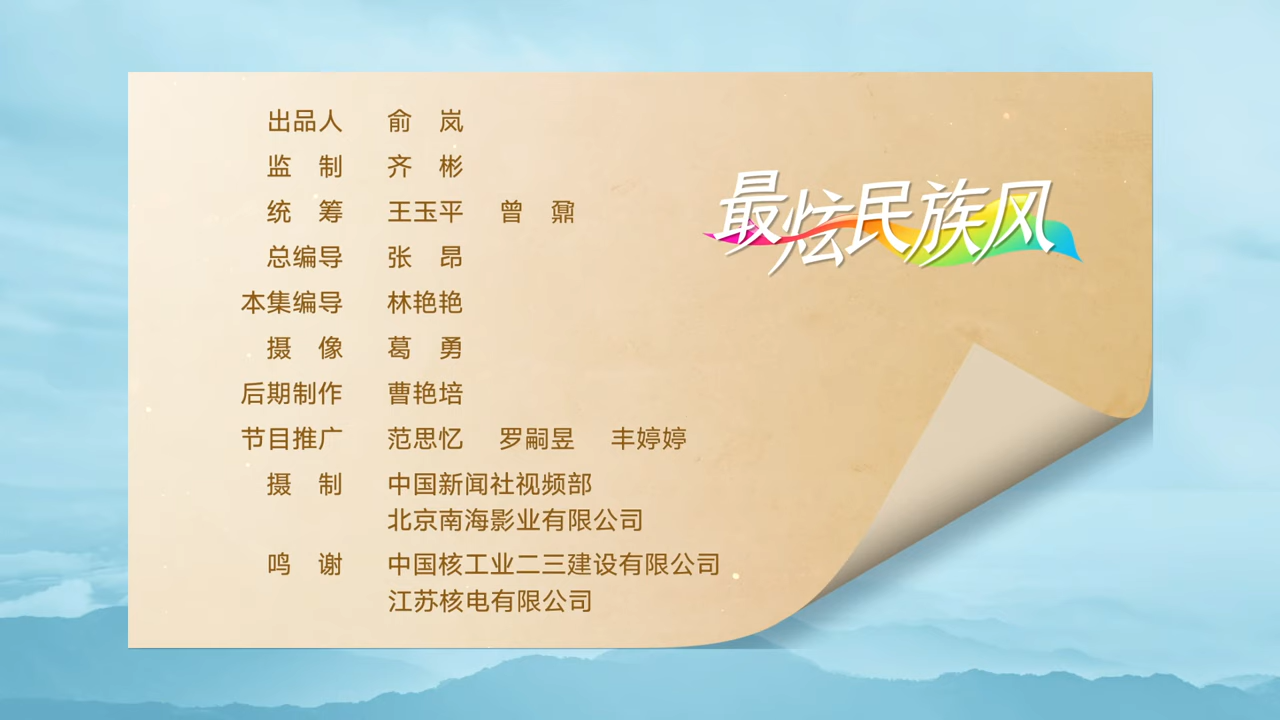 出品人 俞 岚
监 制 齐 彬
统 筹 王玉平 曾 鼐
总编导 张 昂
本集编导 林艳艳
摄 像 葛 勇
后期制作 曹艳培
节目推广 范思忆 罗嗣昱 丰婷婷
摄 制 中国新闻社视频部
北京南海影业有限公司
鸣 谢 中国核工业二三建设有限公司
江苏核电有限公司
最炫民族风